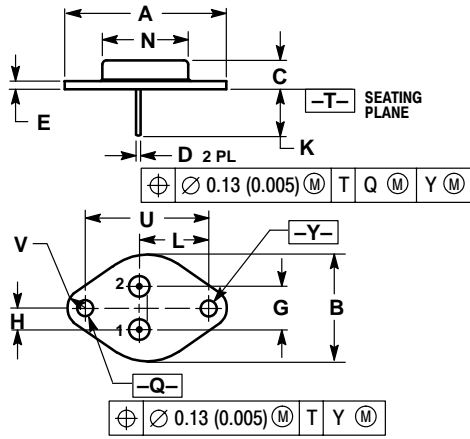 A
N
C
E
–T– SEATING PLANE
K
D 2 PL
⌖ ∅ 0.13 (0.005) Ⓜ T Q Ⓜ Y Ⓜ
U
V
L
–Y–
2
H
G
B
1
–Q–
⌖ ∅ 0.13 (0.005) Ⓜ T Y Ⓜ